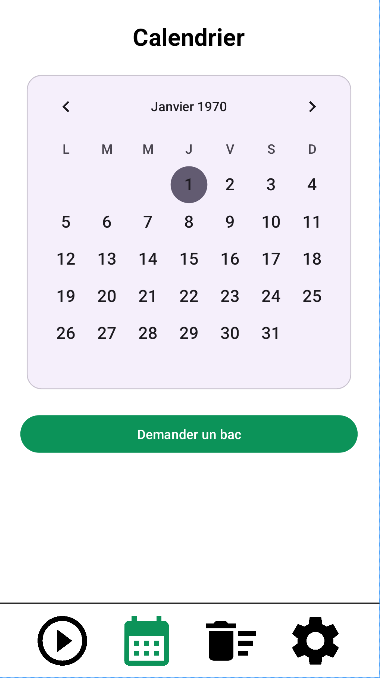 Calendrier
Janvier 1970
L M M J V S D
1 2 3 4
5 6 7 8 9 10 11
12 13 14 15 16 17 18
19 20 21 22 23 24 25
26 27 28 29 30 31
Demander un bac